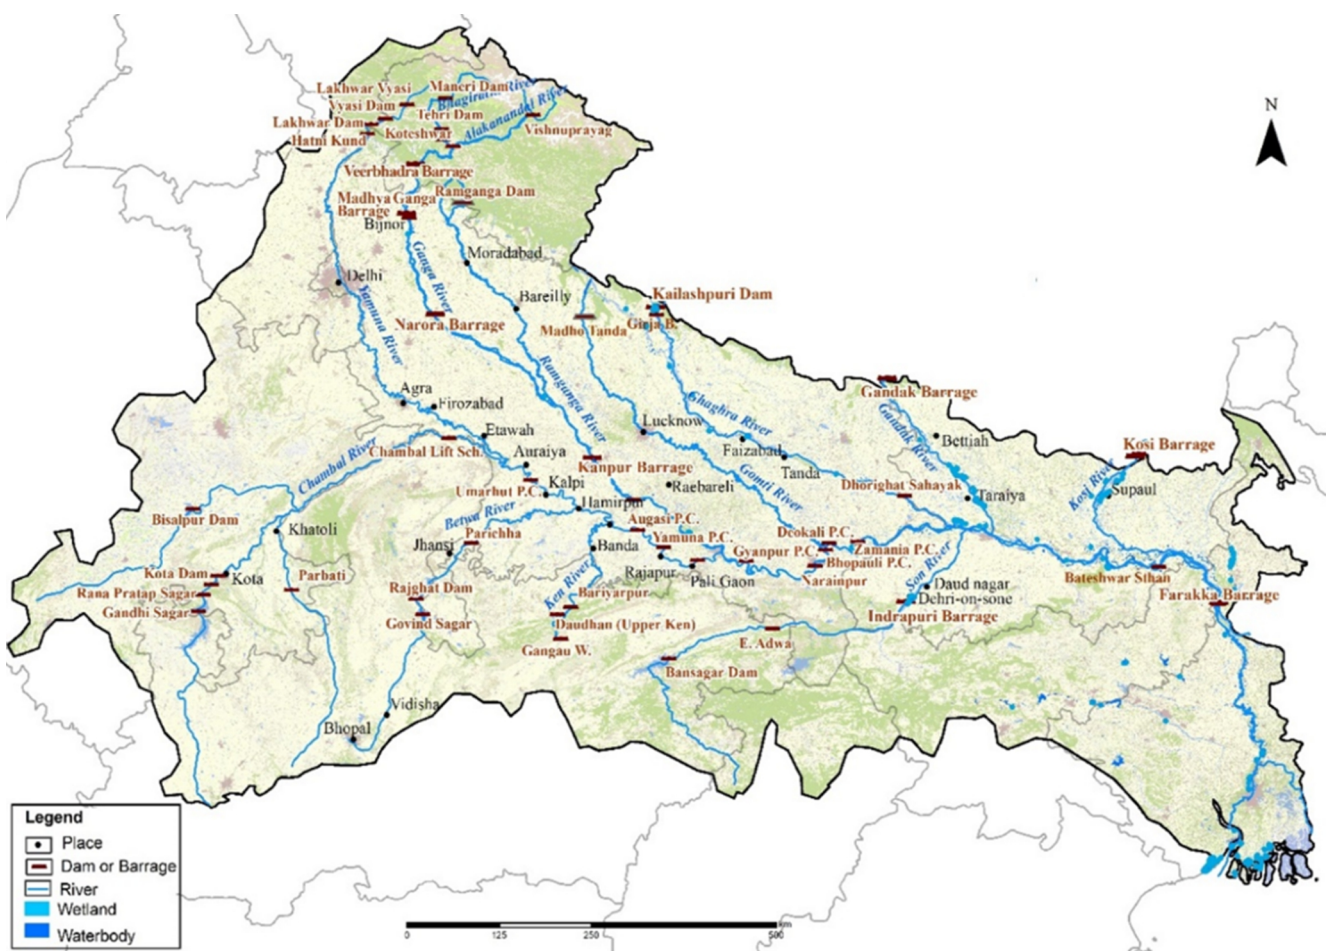 N
Lakhwar Vyasi
Maneri Dam
Bhagirathi River
Vyasi Dam
Tehri Dam
Alakanandal River
Lakhwar Dam
Koteshwar
Vishnuprayag
Hatni Kund
Veerbhadra Barrage
Ramganga Dam
Madhya Ganga
Barrage
Bijnor
Moradabad
Ganga River
Delhi
Yamuna River
Bareilly
Kailashpuri Dam
Narora Barrage
Madho Tanda
Girja B.
Ramganga River
Agra
Firozabad
Gandak Barrage
Ghaghra River
Gandak River
Lucknow
Etawah
Faizabad
Bettiah
Kosi Barrage
Chambal Lift Sch.
Chambal River
Auraiya
Kanpur Barrage
Tanda
Gomti River
Kosi River
Umarhut P.C.
Kalpi
Raebareli
Dhorighat Sahayak
Taraiya
Supaul
Bisalpur Dam
Hamirpur
Betwa River
Augasi P.C.
Khatoli
Parichha
Yamuna P.C.
Deokali P.C.
Jhansi
Banda
Gyanpur P.C.
Zamania P.C.
Bhopauli P.C.
Son River
Kota Dam
Kota
Parbati
Rajapur
Pali Gaon
Narainpur
Bateshwar Sthan
Rana Pratap Sagar
Rajghat Dam
Ken River
Bariyarpur
Daud nagar
Dehri-on-sone
Farakka Barrage
Gandhi Sagar
Govind Sagar
Daudhan (Upper Ken)
Indrapuri Barrage
Gangau W.
E. Adwa
Bansagar Dam
Vidisha
Bhopal
Legend
Place
Dam or Barrage
River
Wetland
Waterbody
km
0 125 250 500